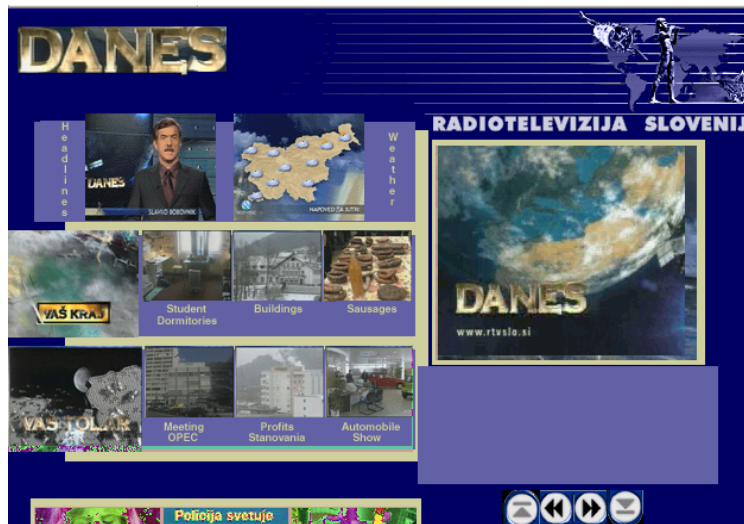 DANES
RADIOTELEVIZIJA SLOVENIJ
Headlines
DANES
SLAVKO BOBOVNIK
NAPOVED ZA JUTRI
Weather
VAŠ KRAJ
Student
Dormitories
Buildings
Sausages
DANES
www.rtvslo.si
VAŠ TOLAR
Meeting
OPEC
Profits
Stanovania
Automobile
Show
Policija svetuje